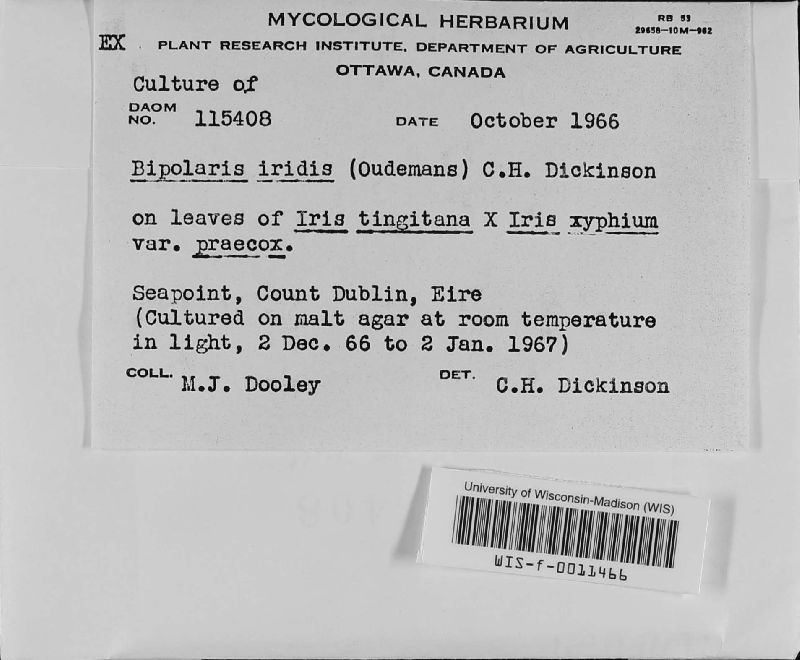 MYCOLOGICAL HERBARIUM
RB 53
29658-10M-962
EX. PLANT RESEARCH INSTITUTE, DEPARTMENT OF AGRICULTURE
OTTAWA, CANADA
Culture of
DAOM NO. 115408 DATE October 1966
Bipolaris iridis (Oudemans) C.H. Dickinson
on leaves of Iris tingitana X Iris xyphium
var. praecox.
Seapoint, Count Dublin, Eire
(Cultured on malt agar at room temperature
in light, 2 Dec. 66 to 2 Jan. 1967)
COLL. M.J. Dooley DET. C.H. Dickinson
University of Wisconsin-Madison (WIS)
WIS-f-0011466